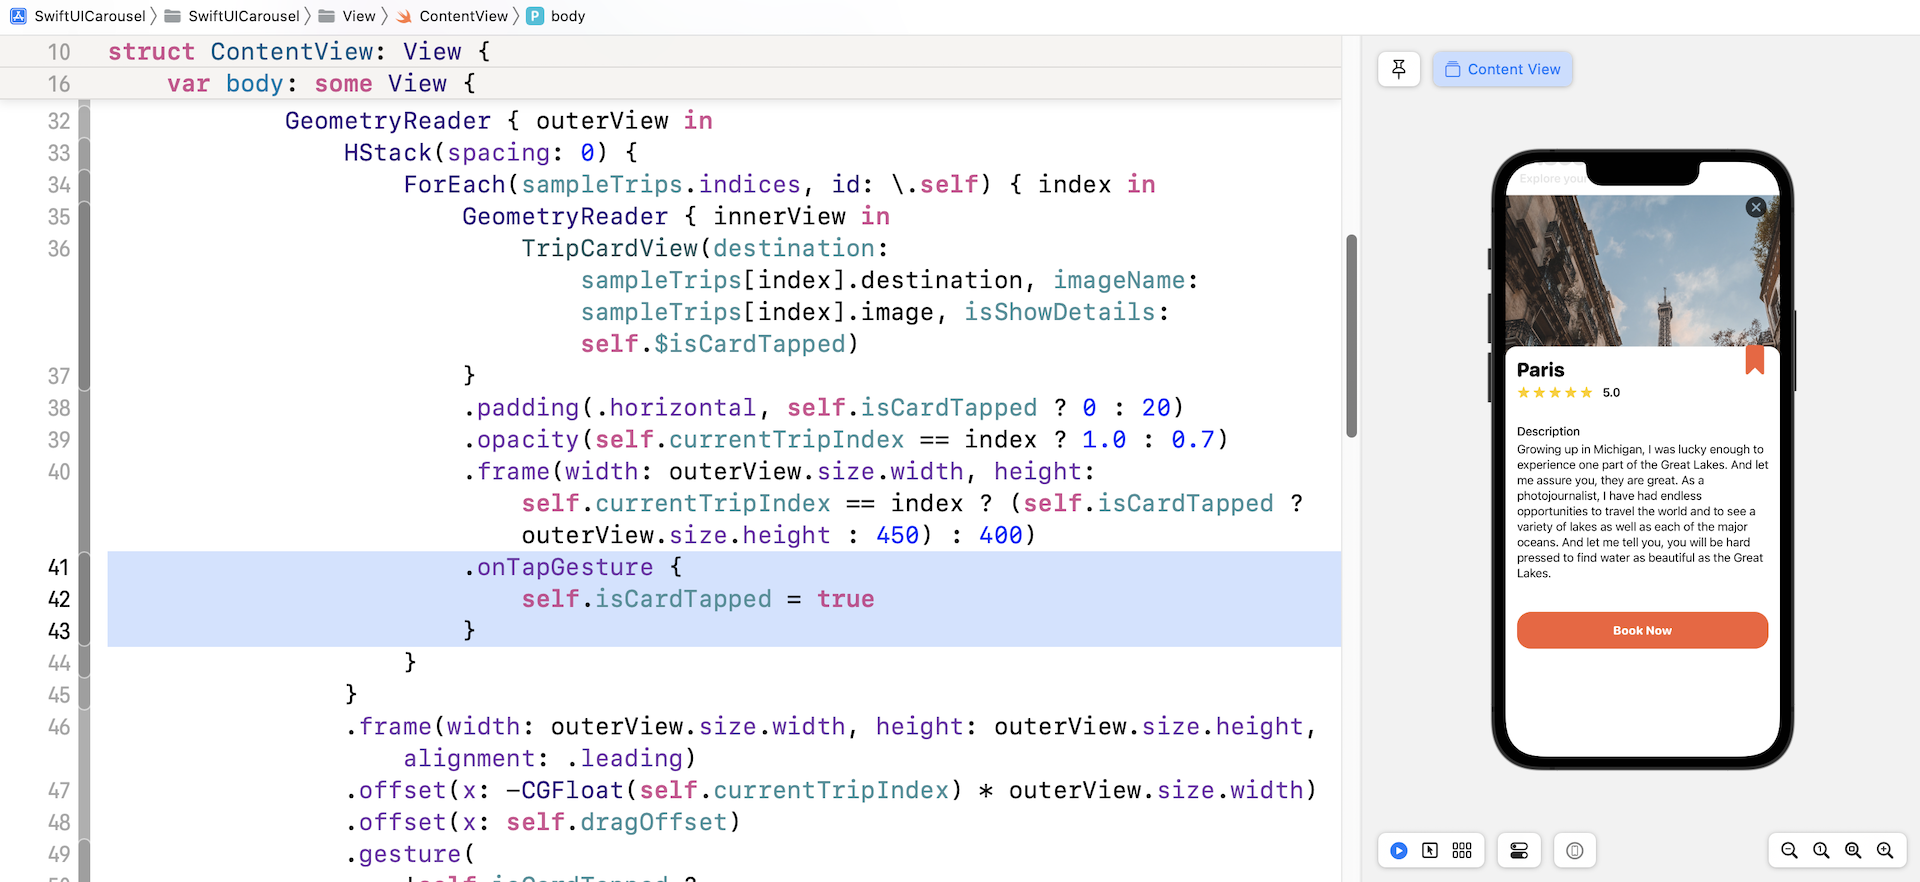 SwiftUICarousel SwiftUICarousel View ContentView P body
10 struct ContentView: View {
16 var body: some View {
32 GeometryReader { outerView in
33 HStack(spacing: 0) {
34 ForEach(sampleTrips.indices, id: \.self) { index in
35 GeometryReader { innerView in
36 TripCardView(destination:
sampleTrips[index].destination, imageName:
sampleTrips[index].image, isShowDetails:
self.$isCardTapped)
37 }
38 .padding(.horizontal, self.isCardTapped ? 0 : 20)
39 .opacity(self.currentTripIndex == index ? 1.0 : 0.7)
40 .frame(width: outerView.size.width, height:
self.currentTripIndex == index ? (self.isCardTapped ?
outerView.size.height : 450) : 400)
41 .onTapGesture {
42 self.isCardTapped = true
43 }
44 }
45 }
46 .frame(width: outerView.size.width, height: outerView.size.height,
alignment: .leading)
47 .offset(x: -CGFloat(self.currentTripIndex) * outerView.size.width)
48 .offset(x: self.dragOffset)
49 .gesture(
Content View
Explore your
Paris
5.0
Description
Growing up in Michigan, I was lucky enough to
experience one part of the Great Lakes. And let
me assure you, they are great. As a
photojournalist, I have had endless
opportunities to travel the world and to see a
variety of lakes as well as each of the major
oceans. And let me tell you, you will be hard
pressed to find water as beautiful as the Great
Lakes.
Book Now